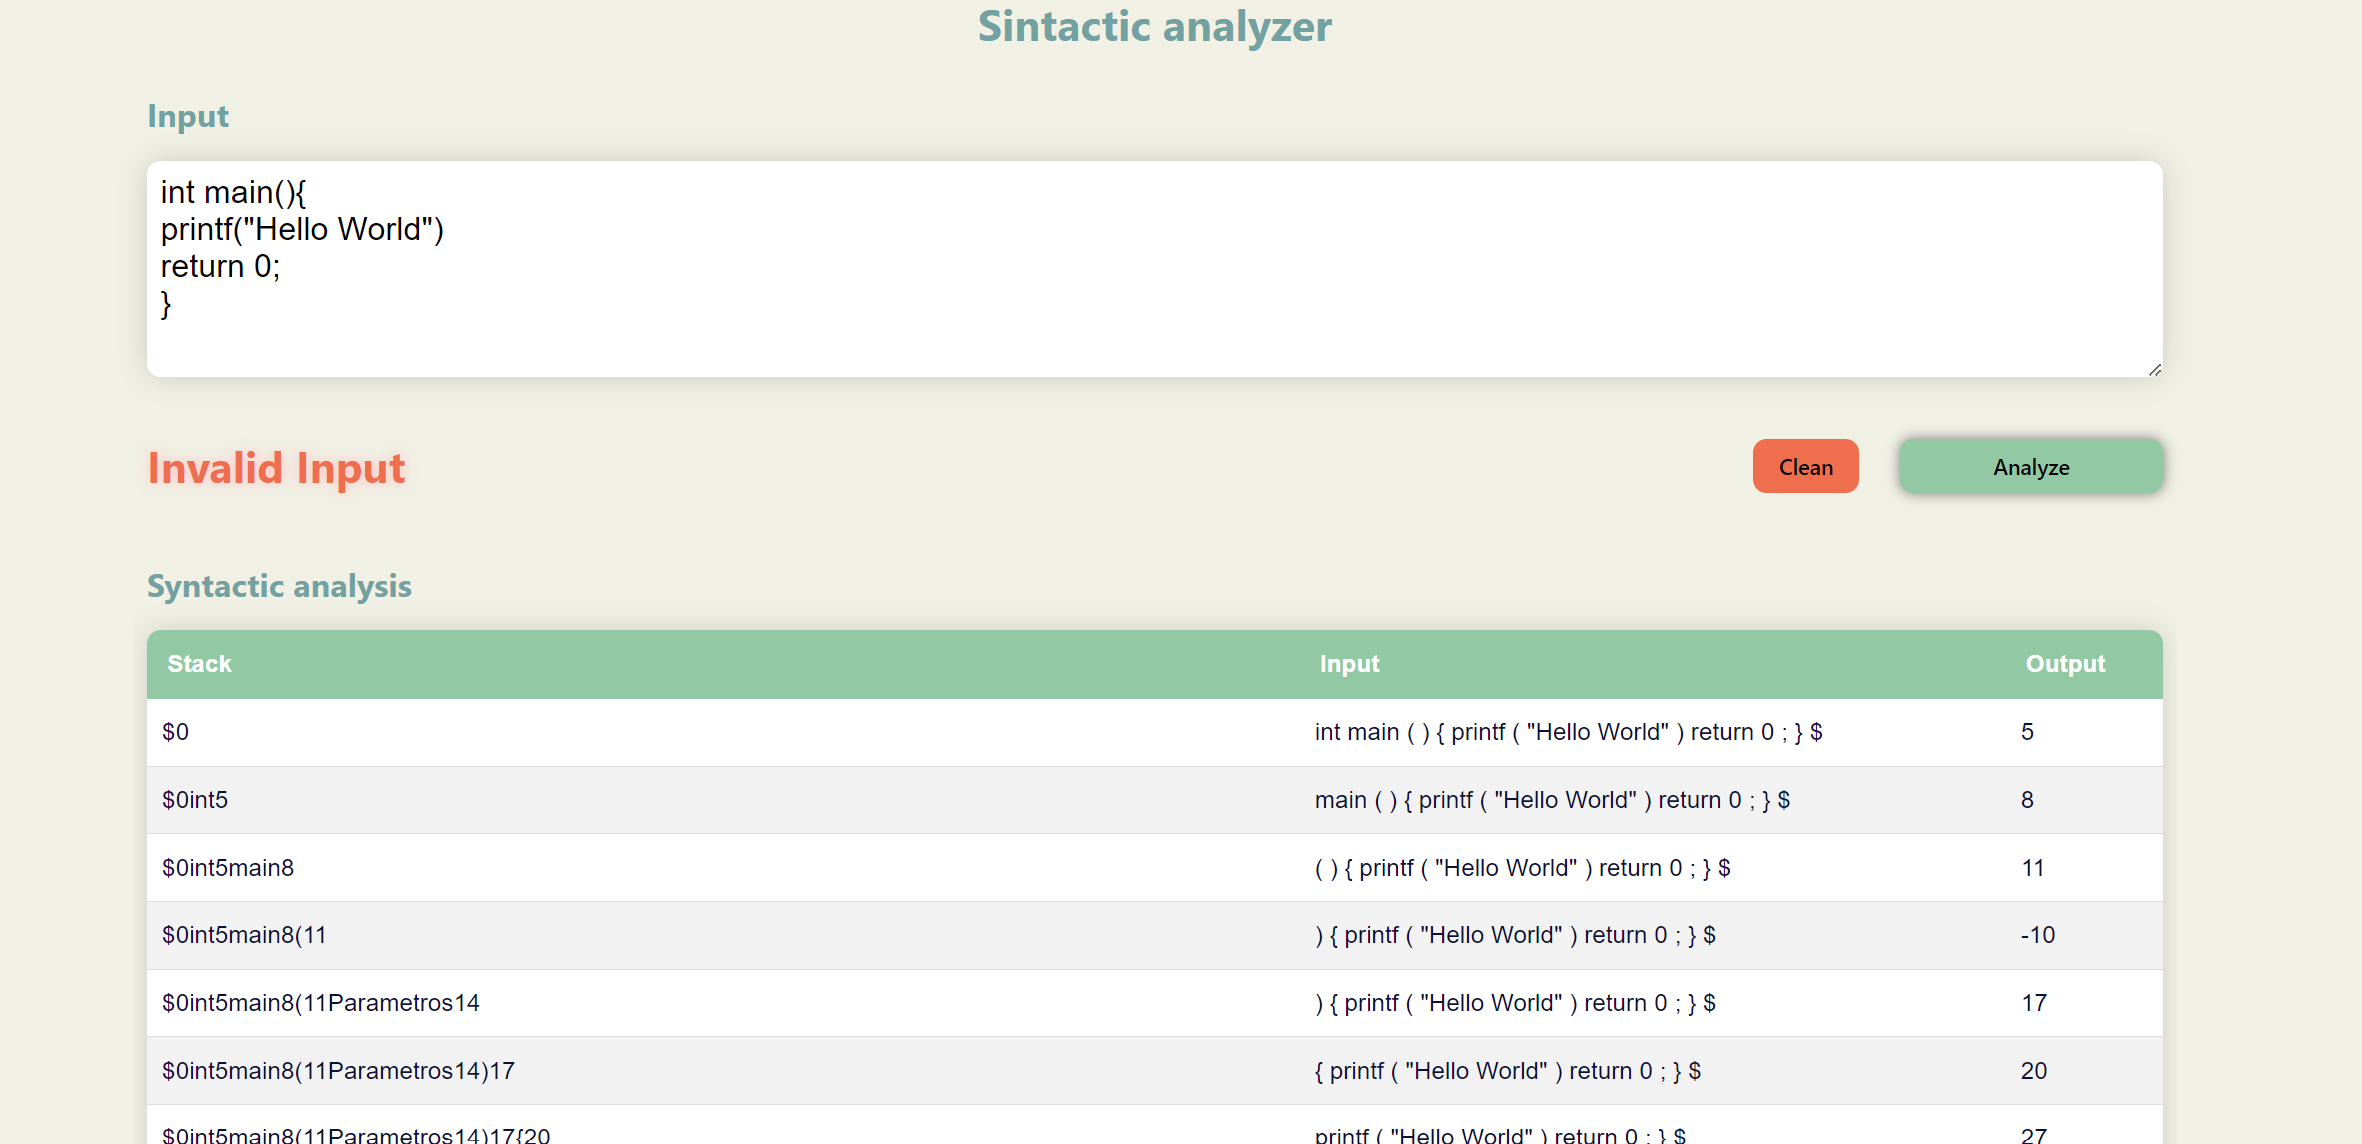 Sintactic analyzer
Input
int main(){
printf("Hello World")
return 0;
}
Invalid Input
Clean
Analyze
Syntactic analysis
Stack Input Output
$0 int main ( ) { printf ( "Hello World" ) return 0 ; } $ 5
$0int5 main ( ) { printf ( "Hello World" ) return 0 ; } $ 8
$0int5main8 ( ) { printf ( "Hello World" ) return 0 ; } $ 11
$0int5main8(11 ) { printf ( "Hello World" ) return 0 ; } $ -10
$0int5main8(11Parametros14 ) { printf ( "Hello World" ) return 0 ; } $ 17
$0int5main8(11Parametros14)17 { printf ( "Hello World" ) return 0 ; } $ 20
$0int5main8(11Parametros14)17{20 printf ( "Hello World" ) return 0 ; } $ 27